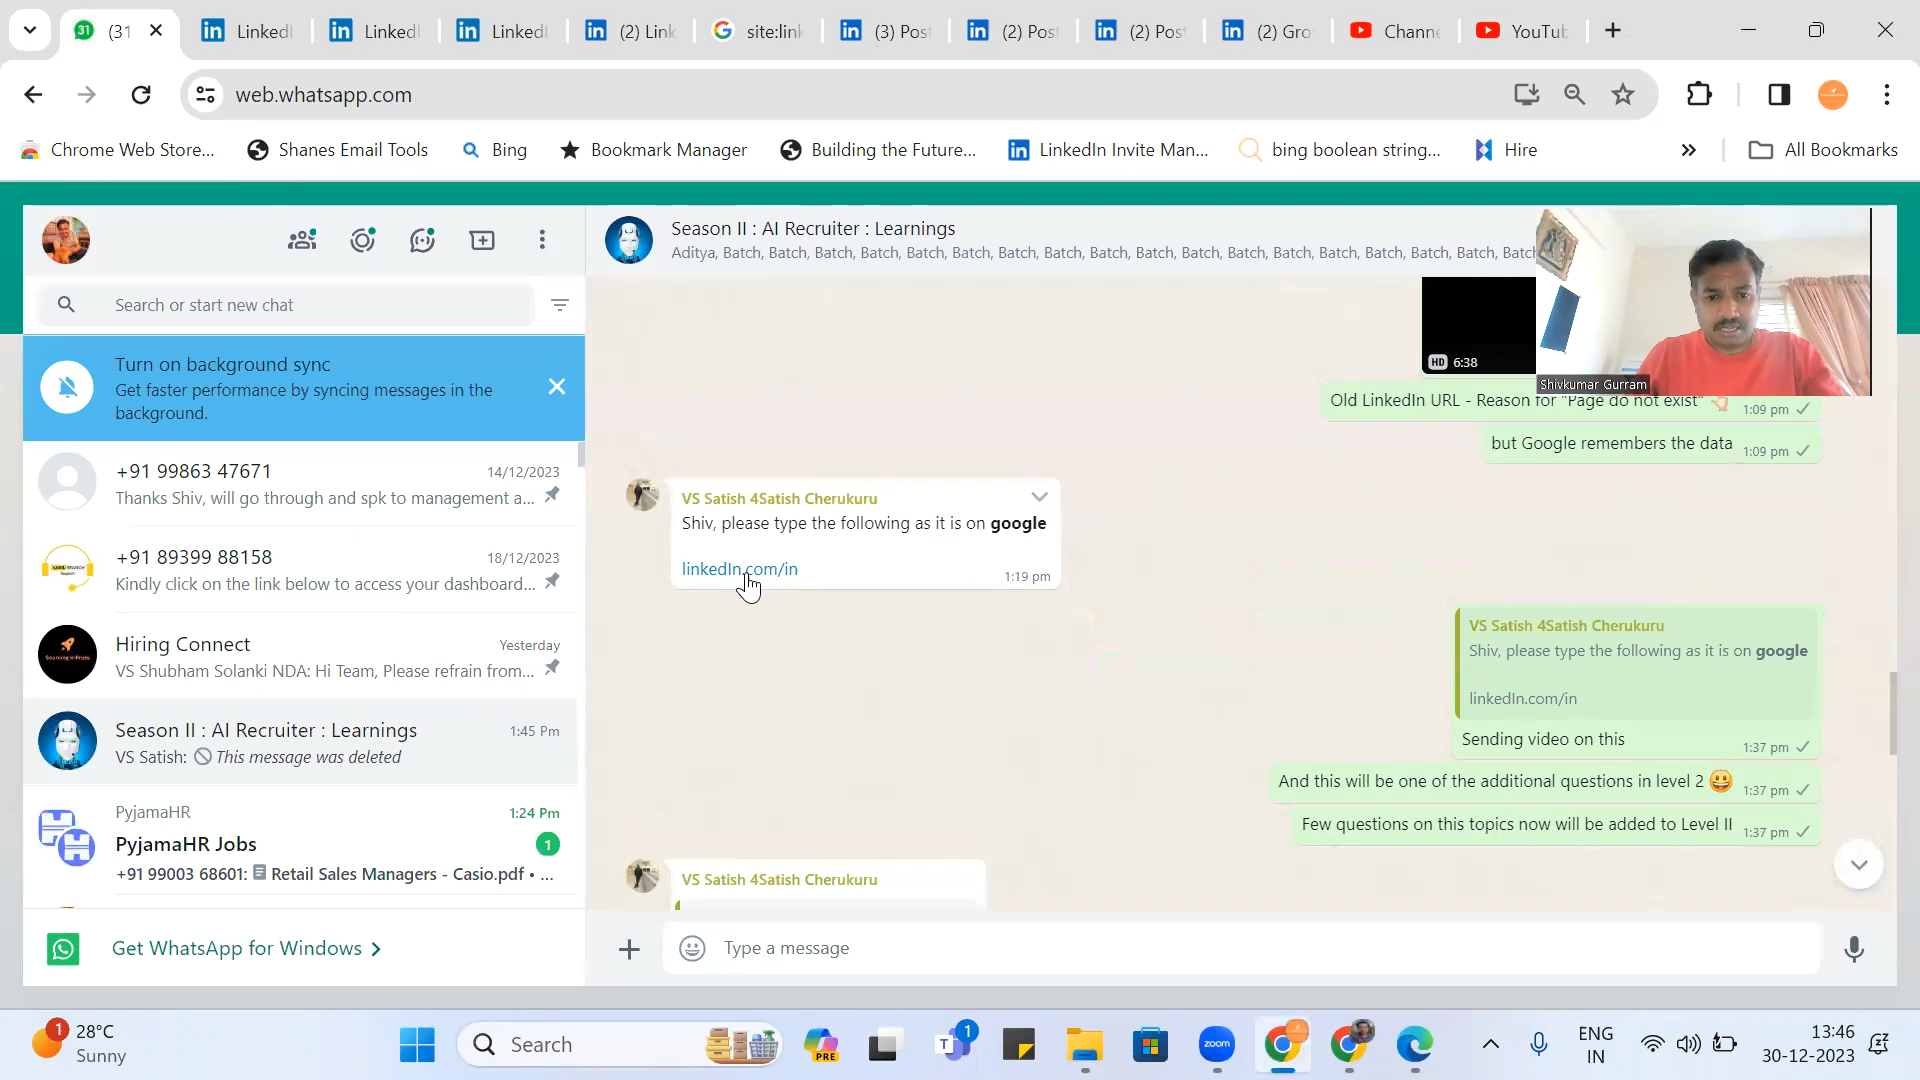 31
(31
LinkedI
LinkedI
LinkedI
(2) Link
site:link
(3) Post
(2) Post
(2) Post
(2) Gro
Channe
YouTub
web.whatsapp.com
Chrome Web Store...
Shanes Email Tools
Bing
Bookmark Manager
Building the Future...
LinkedIn Invite Man...
bing boolean string...
Hire
All Bookmarks
Season II : AI Recruiter : Learnings
Aditya, Batch, Batch, Batch, Batch, Batch, Batch, Batch, Batch, Batch, Batch, Batch, Batch, Batch, Batch, Batch, Batch, Batch, Batc
Search or start new chat
Turn on background sync
Get faster performance by syncing messages in the
background.
+91 99863 47671
14/12/2023
Thanks Shiv, will go through and spk to management a...
+91 89399 88158
18/12/2023
Kindly click on the link below to access your dashboard...
Hiring Connect
Yesterday
VS Shubham Solanki NDA: Hi Team, Please refrain from...
Season II : AI Recruiter : Learnings
1:45 Pm
VS Satish: This message was deleted
PyjamaHR
1:24 Pm
PyjamaHR Jobs
1
+91 99003 68601: Retail Sales Managers - Casio.pdf • ...
Get WhatsApp for Windows
HD 6:38
Shivkumar Gurram
Old LinkedIn URL - Reason for "Page do not exist" 👈🏻 1:09 pm
but Google remembers the data 1:09 pm
VS Satish 4Satish Cherukuru
Shiv, please type the following as it is on google
linkedIn.com/in
1:19 pm
VS Satish 4Satish Cherukuru
Shiv, please type the following as it is on google
linkedIn.com/in
Sending video on this 1:37 pm
And this will be one of the additional questions in level 2 😀 1:37 pm
Few questions on this topics now will be added to Level II 1:37 pm
VS Satish 4Satish Cherukuru
Type a message
1
28°C
Sunny
Search
PRE
1
zoom
ENG
IN
13:46
30-12-2023